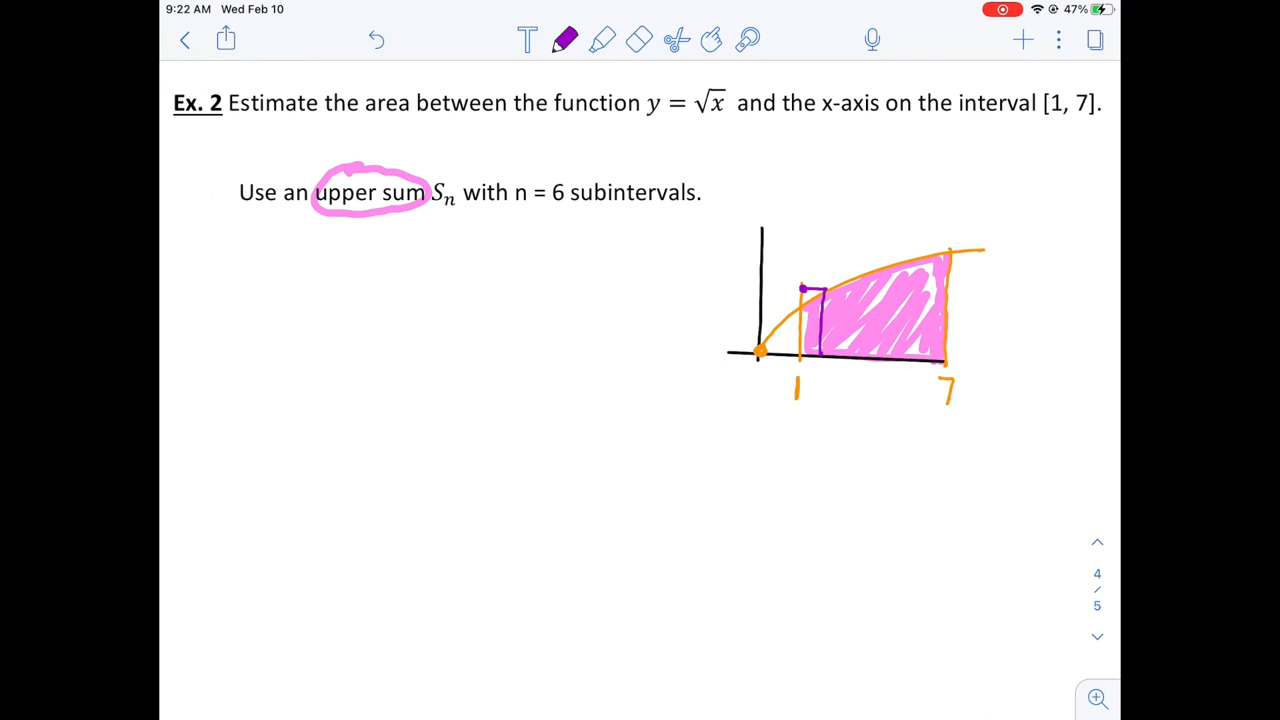 9:22 AM Wed Feb 10 47%
T
Ex. 2 Estimate the area between the function y = √x and the x-axis on the interval [1, 7].
Use an upper sum Sₙ with n = 6 subintervals.
1 7
4
/
5